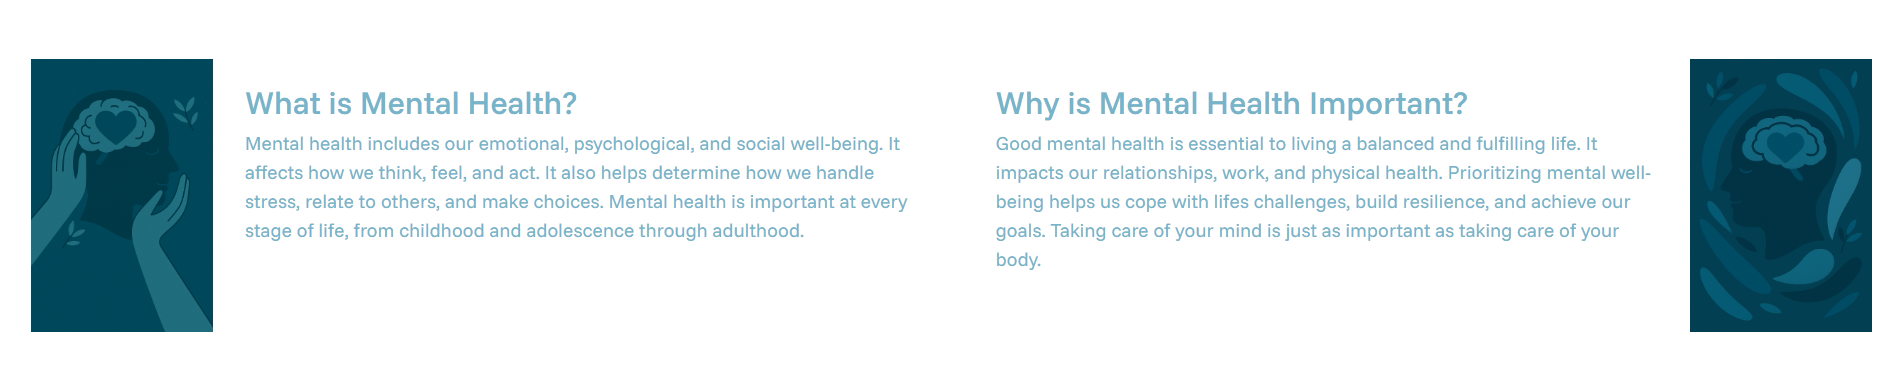 What is Mental Health?
Mental health includes our emotional, psychological, and social well-being. It
affects how we think, feel, and act. It also helps determine how we handle
stress, relate to others, and make choices. Mental health is important at every
stage of life, from childhood and adolescence through adulthood.
Why is Mental Health Important?
Good mental health is essential to living a balanced and fulfilling life. It
impacts our relationships, work, and physical health. Prioritizing mental well-
being helps us cope with lifes challenges, build resilience, and achieve our
goals. Taking care of your mind is just as important as taking care of your
body.